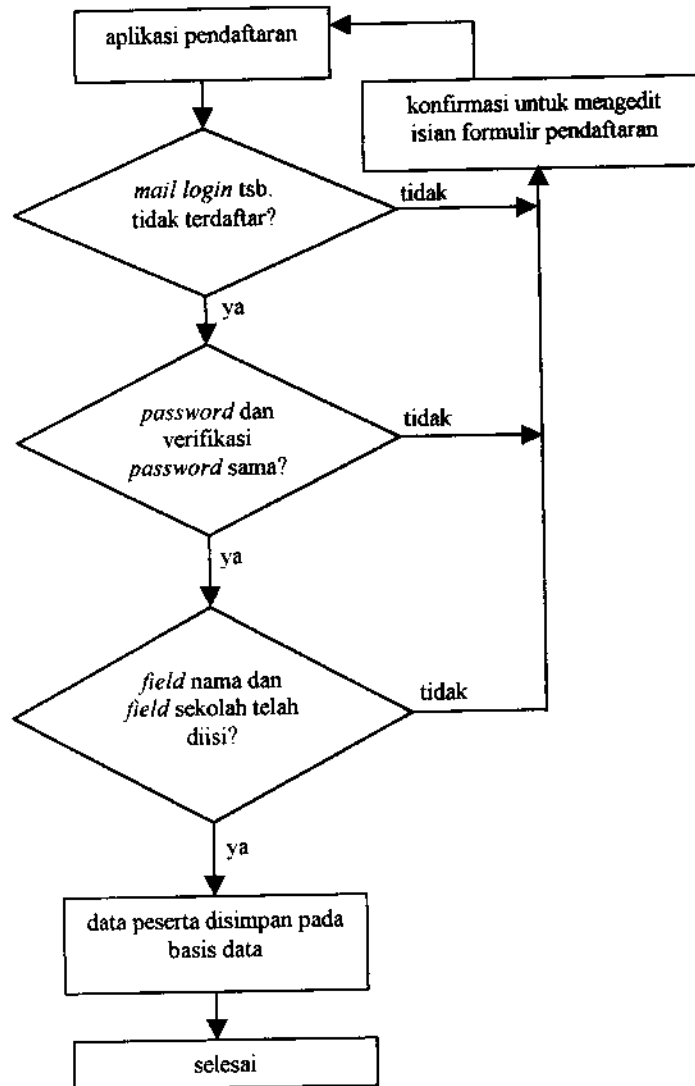 aplikasi pendaftaran
konfirmasi untuk mengedit
isian formulir pendaftaran
mail login tsb.
tidak terdaftar?
tidak
ya
password dan
verifikasi
password sama?
tidak
ya
field nama dan
field sekolah telah
diisi?
tidak
ya
data peserta disimpan pada
basis data
selesai